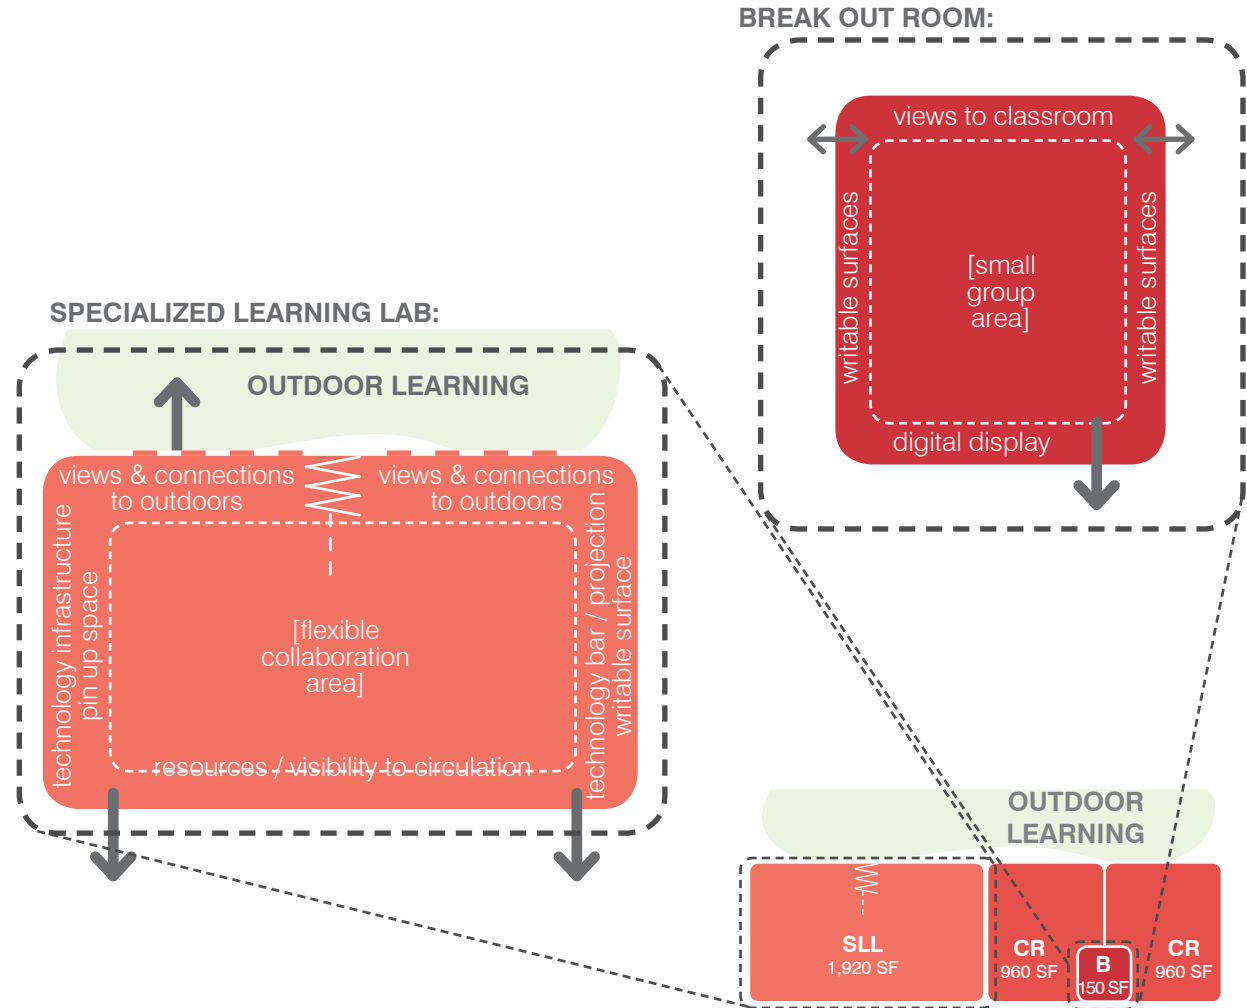 BREAK OUT ROOM:
views to classroom
writable surfaces
[small
group
area]
writable surfaces
digital display
SPECIALIZED LEARNING LAB:
OUTDOOR LEARNING
views & connections
to outdoors
views & connections
to outdoors
technology infrastructure
pin up space
[flexible
collaboration
area]
technology bar / projection
writable surface
resources / visibility to circulation
OUTDOOR
LEARNING
SLL
1,920 SF
CR
960 SF
B
150 SF
CR
960 SF